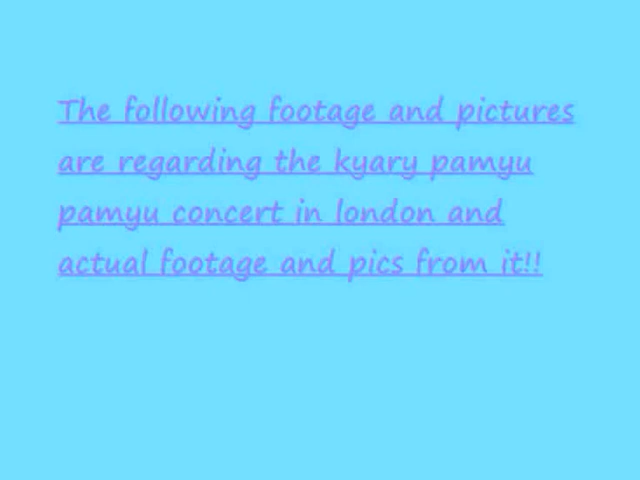 The following footage and pictures
are regarding the kyary pamyu
pamyu concert in london and
actual footage and pics from it!!